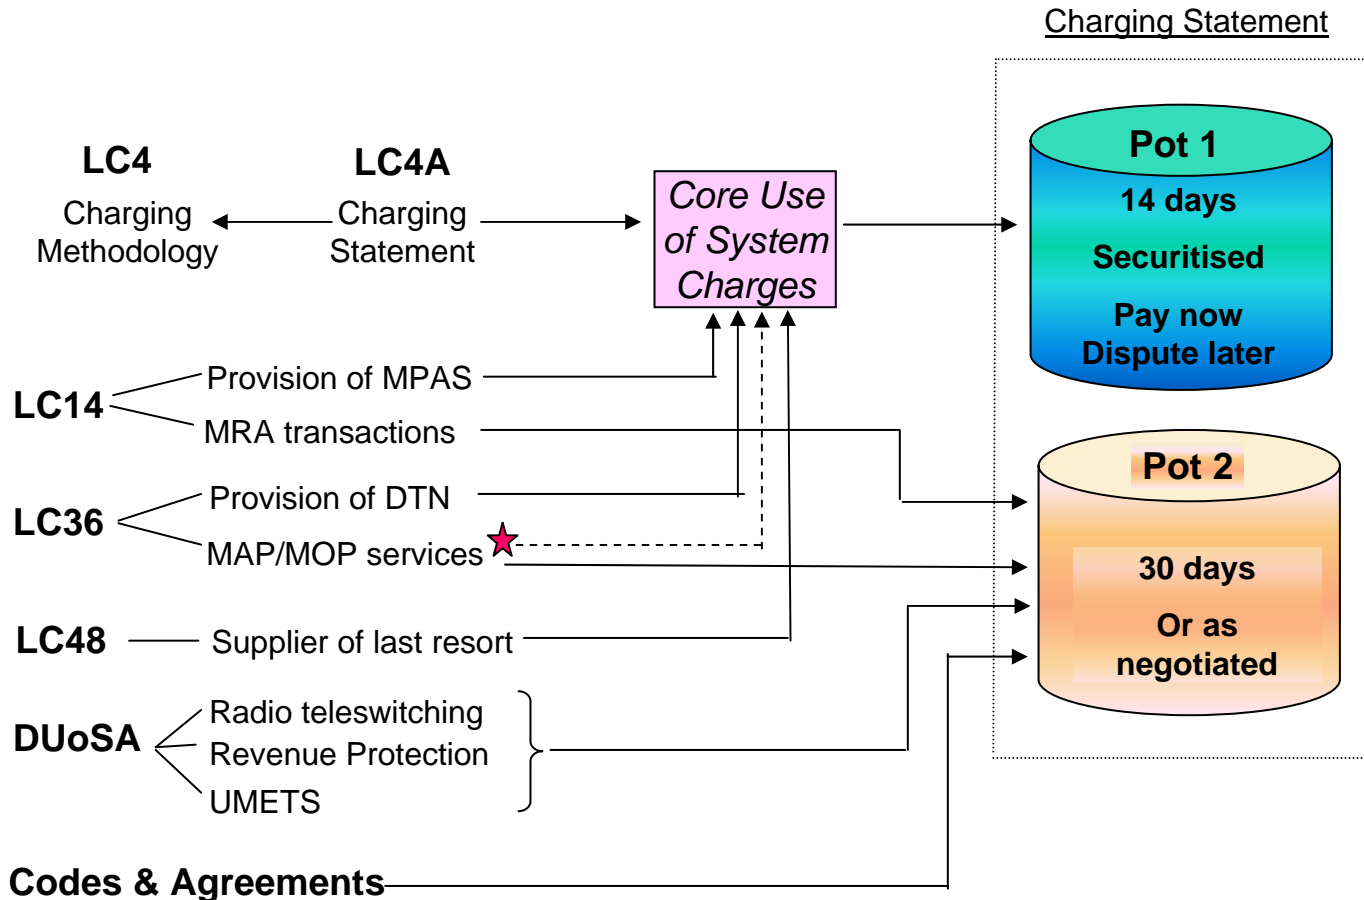 Charging Statement
LC4
Charging
Methodology
LC4A
Charging
Statement
Core Use
of System
Charges
Pot 1
14 days
Securitised
Pay now
Dispute later
LC14
Provision of MPAS
MRA transactions
LC36
Provision of DTN
MAP/MOP services
Pot 2
30 days
Or as
negotiated
LC48
Supplier of last resort
DUoSA
Radio teleswitching
Revenue Protection
UMETS
Codes & Agreements